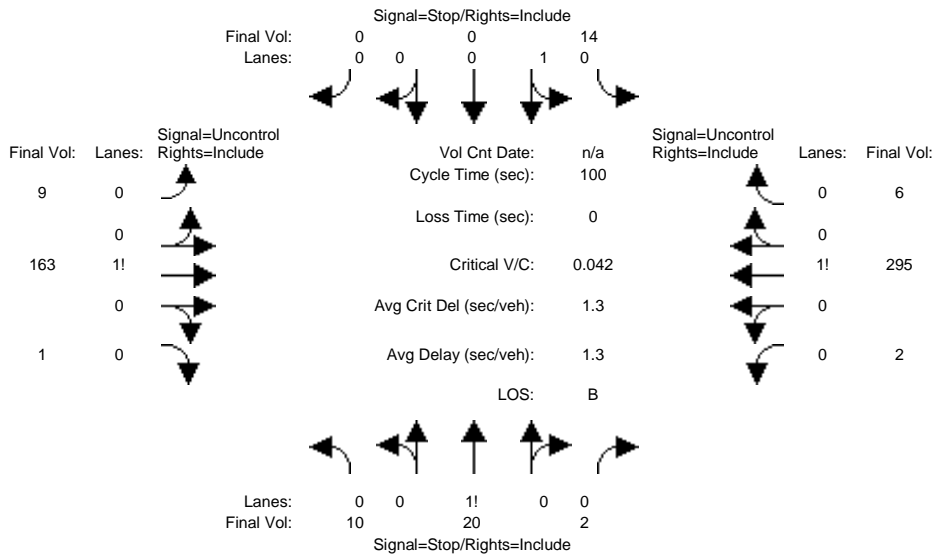 Signal=Stop/Rights=Include
Final Vol: 0 0 14
Lanes: 0 0 0 1 0
Signal=Uncontrol
Final Vol: Lanes: Rights=Include
Vol Cnt Date: n/a
Signal=Uncontrol
Rights=Include Lanes: Final Vol:
Cycle Time (sec): 100
9 0
0 6
Loss Time (sec): 0
0
0
163 1!
Critical V/C: 0.042
1! 295
0
Avg Crit Del (sec/veh): 1.3
0
1 0
Avg Delay (sec/veh): 1.3
0 2
LOS: B
Lanes: 0 0 1! 0 0
Final Vol: 10 20 2
Signal=Stop/Rights=Include